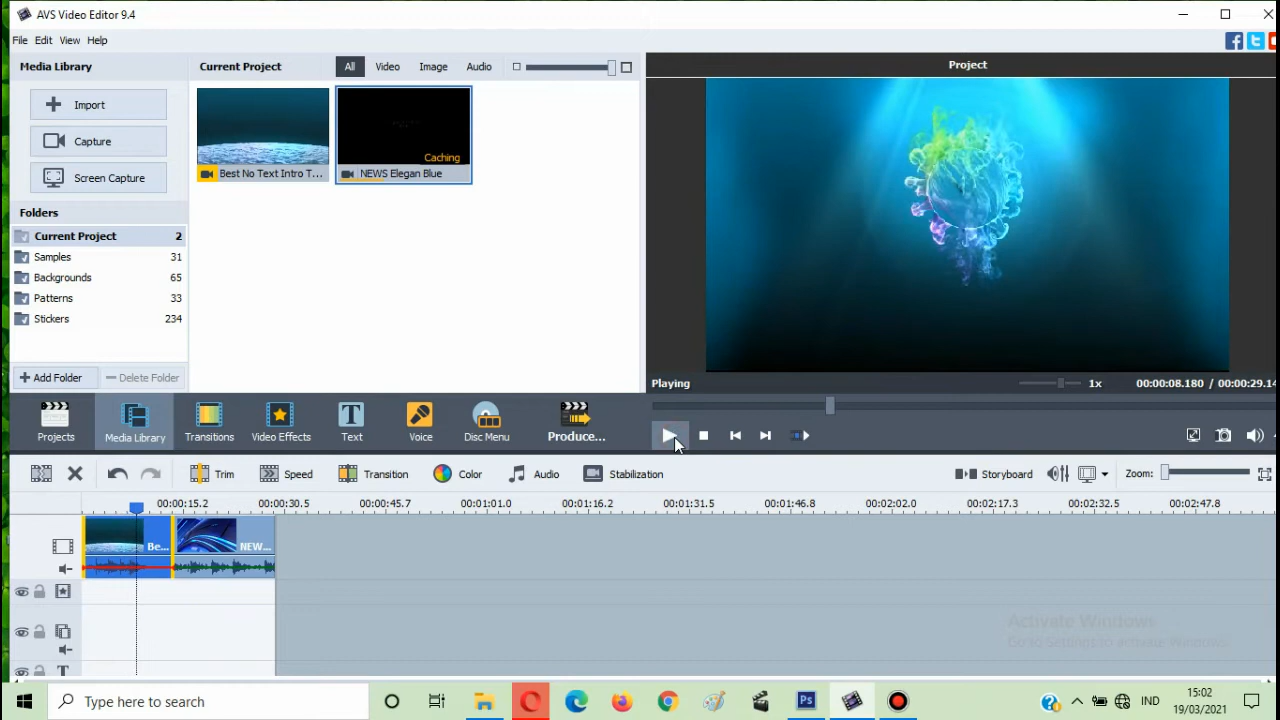 AVS Video Editor 9.4
File Edit View Help
Media Library
Current Project
All Video Image Audio
Project
Import
Capture
Screen Capture
Caching
Best No Text Intro T...
NEWS Elegan Blue
Folders
Current Project 2
Samples 31
Backgrounds 65
Patterns 33
Stickers 234
Add Folder
Delete Folder
Playing
1x
00:00:08.180 / 00:00:29.14
Projects
Media Library
Transitions
Video Effects
Text
Voice
Disc Menu
Produce...
Trim
Speed
Transition
Color
Audio
Stabilization
Storyboard
Zoom:
00:00:15.2 00:00:30.5 00:00:45.7 00:01:01.0 00:01:16.2 00:01:31.5 00:01:46.8 00:02:02.0 00:02:17.3 00:02:32.5 00:02:47.8
Be...
NEW...
Activate Windows
Go to Settings to activate Windows.
Type here to search
Ps
IND
15:02
19/03/2021